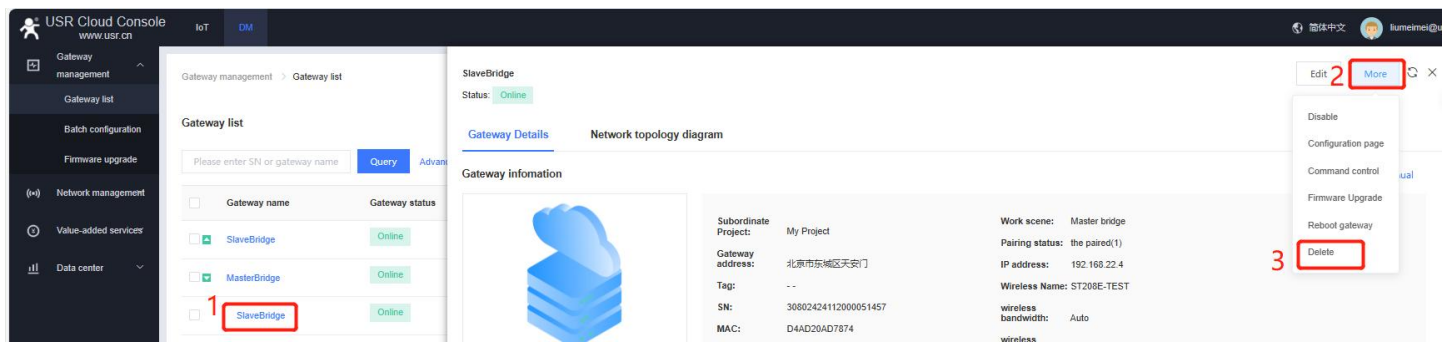 USR Cloud Console
www.usr.cn
IoT
DM
简体中文
liumeimei@u
Gateway
management
Gateway list
Batch configuration
Firmware upgrade
Network management
Value-added services
Data center
Gateway management > Gateway list
Gateway list
Please enter SN or gateway name
Query
Advan
Gateway name
Gateway status
SlaveBridge
Online
MasterBridge
Online
1
SlaveBridge
Online
SlaveBridge
Status: Online
Edit
2
More
Gateway Details
Network topology diagram
Gateway infomation
ual
Subordinate
Project: My Project
Gateway
address: 北京市东城区天安门
Tag: --
SN: 30802424112000051457
MAC: D4AD20AD7874
Work scene: Master bridge
Pairing status: the paired(1)
IP address: 192.168.22.4
Wireless Name: ST208E-TEST
wireless
bandwidth: Auto
wireless
Disable
Configuration page
Command control
Firmware Upgrade
Reboot gateway
3
Delete